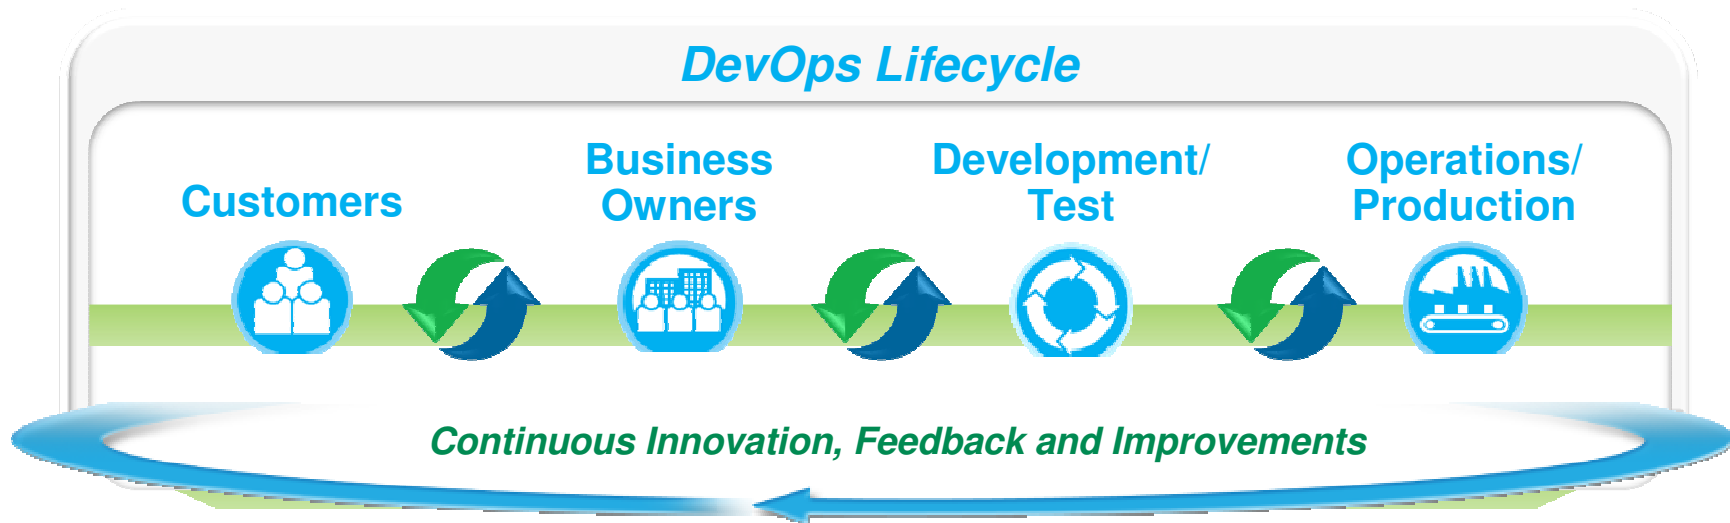 DevOps Lifecycle
Customers
Business
Owners
Development/
Test
Operations/
Production
Continuous Innovation, Feedback and Improvements